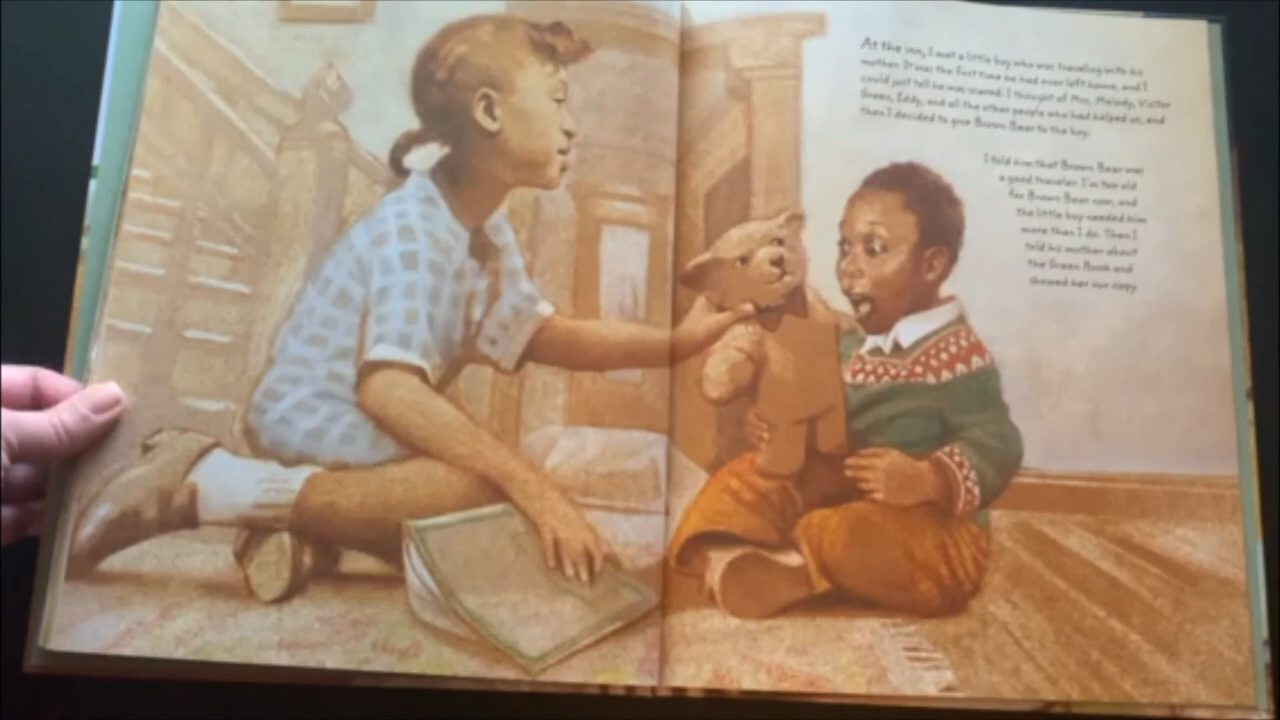 At the inn, I met a little boy who was traveling with his
mother. It was the first time he had ever left home, and I
could just tell he was scared. I thought of Mrs. Melody, Victor
Green, Eddy, and all the other people who had helped us, and
then I decided to give Brown Bear to the boy.
I told him that Brown Bear was
a good traveler. I'm too old
for Brown Bear now, and
the little boy needed him
more than I do. Then I
told his mother about
the Green Book and
showed her our copy.